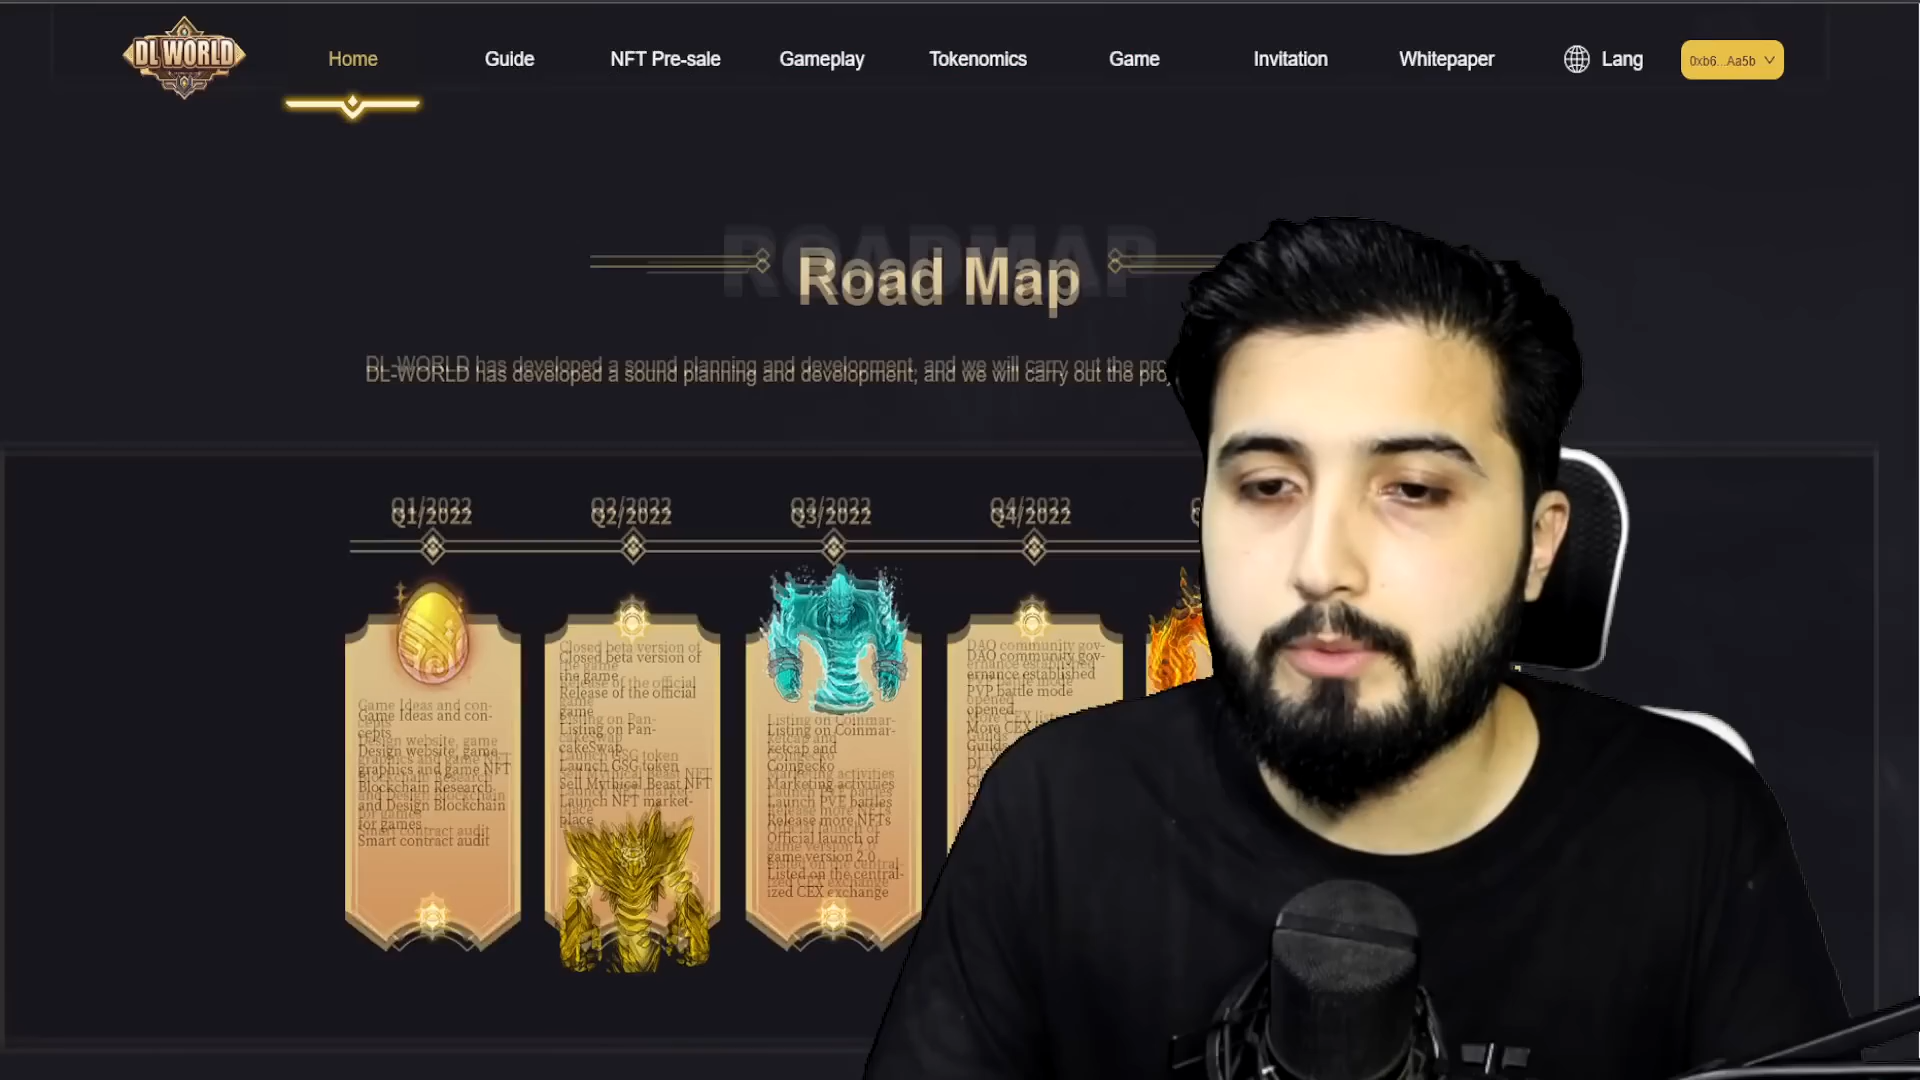 DL WORLD
Home
Guide
NFT Pre-sale
Gameplay
Tokenomics
Game
Invitation
Whitepaper
Lang
0xb6...Aa5b
ROADMAP
Road Map
DL-WORLD has developed a sound planning and development, and we will carry out the
Q1/2022
Q2/2022
Q3/2022
Q4/2022
Game Ideas and con-
cepts
Design website, game
graphics and game NFT
Blockchain Research
and Design Blockchain
for games
Smart contract audit
Closed beta version of
the game
Release of the official
game
Listing on Pan-
cakeSwap
Launch GSG token
Sell Mythical Beast NFT
Launch NFT market-
place
Listing on Coinmar-
ketcap and
Coingecko
Marketing activities
Launch PVE battles
Release more NFTs
Official launch of
game version 2.0
Listed on the central-
ized CEX exchange
DAO community gov-
ernance established
PVP battle mode
opened
More CEX
Guilds